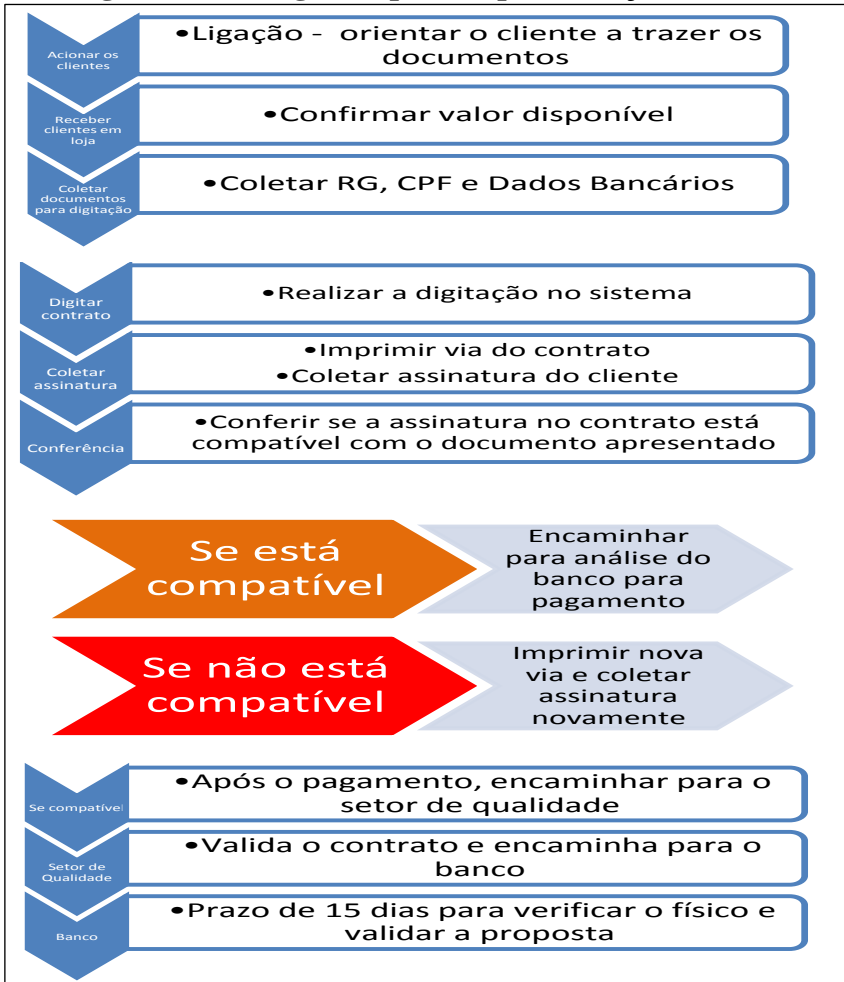 Acionar os
clientes
•Ligação - orientar o cliente a trazer os
documentos
Receber
clientes em
loja
•Confirmar valor disponível
Coletar
documentos
para digitação
•Coletar RG, CPF e Dados Bancários
Digitar
contrato
•Realizar a digitação no sistema
Coletar
assinatura
•Imprimir via do contrato
•Coletar assinatura do cliente
Conferência
•Conferir se a assinatura no contrato está
compatível com o documento apresentado
Se está
compatível
Encaminhar
para análise do
banco para
pagamento
Se não está
compatível
Imprimir nova
via e coletar
assinatura
novamente
Se compatível
•Após o pagamento, encaminhar para o
setor de qualidade
Setor de
Qualidade
•Valida o contrato e encaminha para o
banco
Banco
•Prazo de 15 dias para verificar o físico e
validar a proposta